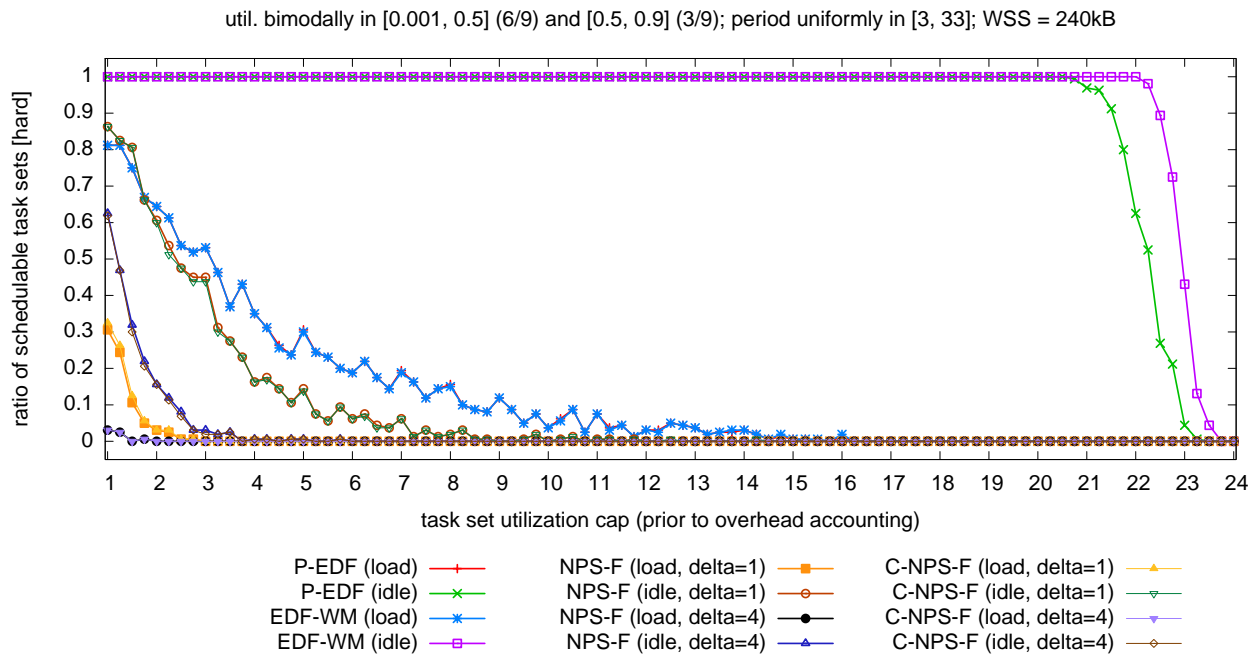 util. bimodally in [0.001, 0.5] (6/9) and [0.5, 0.9] (3/9); period uniformly in [3, 33]; WSS = 240kB
ratio of schedulable task sets [hard]
1
0.9
0.8
0.7
0.6
0.5
0.4
0.3
0.2
0.1
0
1 2 3 4 5 6 7 8 9 10 11 12 13 14 15 16 17 18 19 20 21 22 23 24
task set utilization cap (prior to overhead accounting)
P-EDF (load) NPS-F (load, delta=1) C-NPS-F (load, delta=1)
P-EDF (idle) NPS-F (idle, delta=1) C-NPS-F (idle, delta=1)
EDF-WM (load) NPS-F (load, delta=4) C-NPS-F (load, delta=4)
EDF-WM (idle) NPS-F (idle, delta=4) C-NPS-F (idle, delta=4)